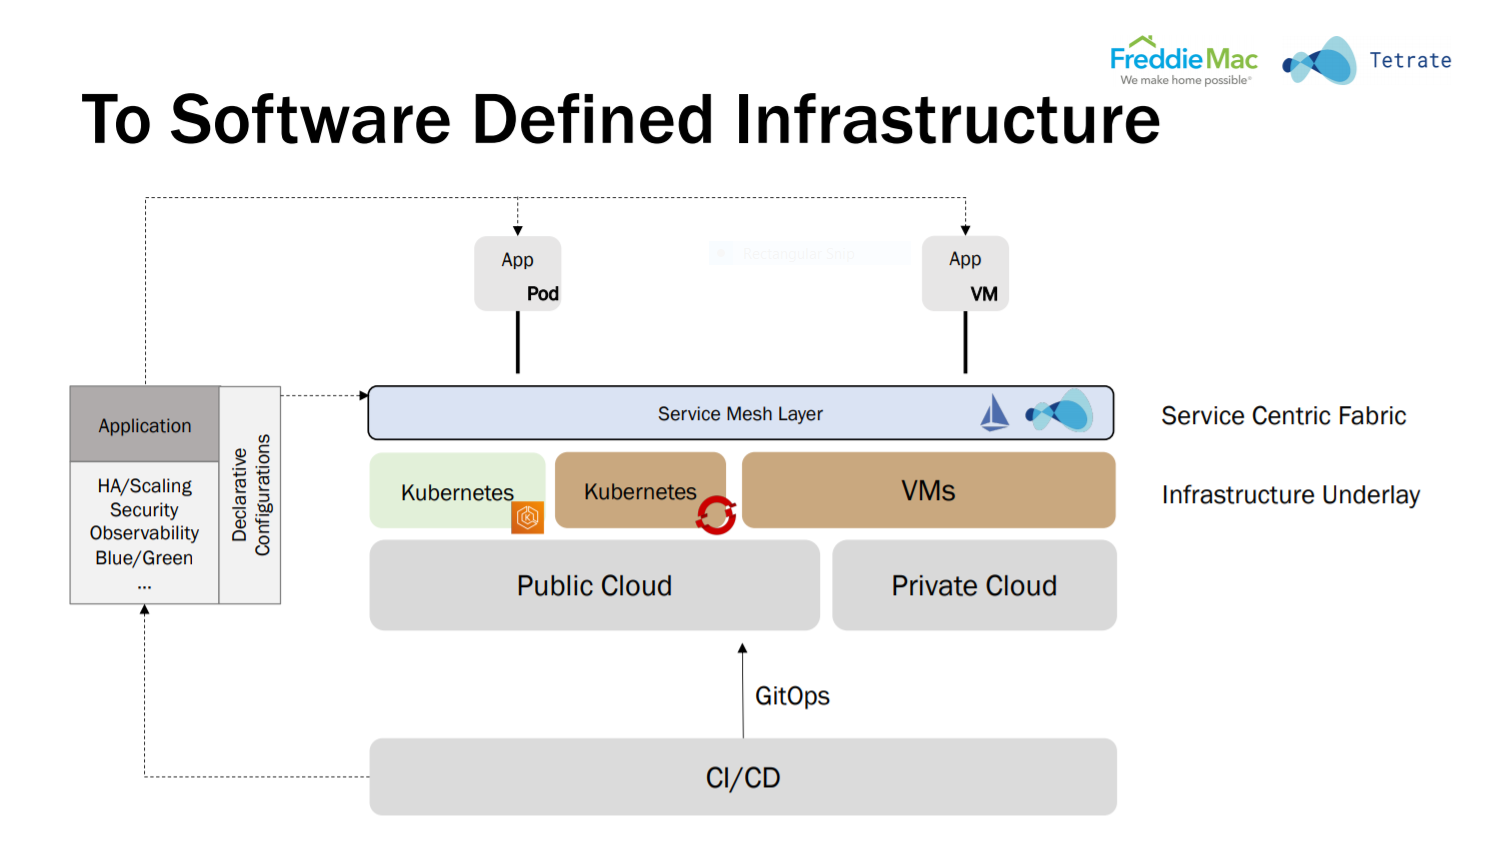 FreddieMac
We make home possible®
Tetrate
To Software Defined Infrastructure
App
Pod
Rectangular Snip
App
VM
Application
HA/Scaling
Security
Observability
Blue/Green
...
Declarative
Configurations
Service Mesh Layer
Service Centric Fabric
Kubernetes
K
Kubernetes
VMs
Infrastructure Underlay
Public Cloud
Private Cloud
GitOps
CI/CD